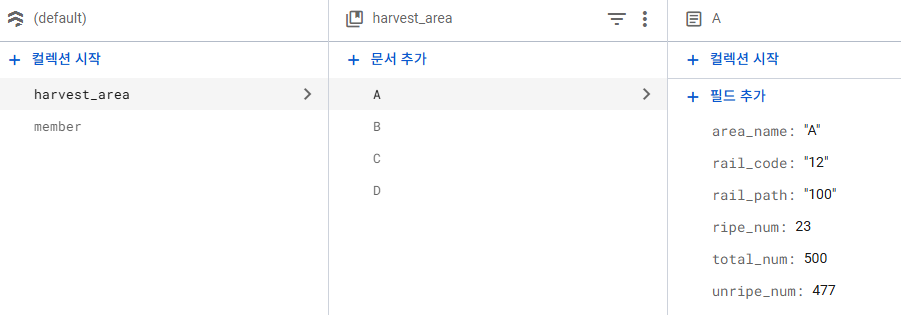 (default)
컬렉션 시작
harvest_area
member
harvest_area
문서 추가
A
B
C
D
A
컬렉션 시작
필드 추가
area_name: "A"
rail_code: "12"
rail_path: "100"
ripe_num: 23
total_num: 500
unripe_num: 477